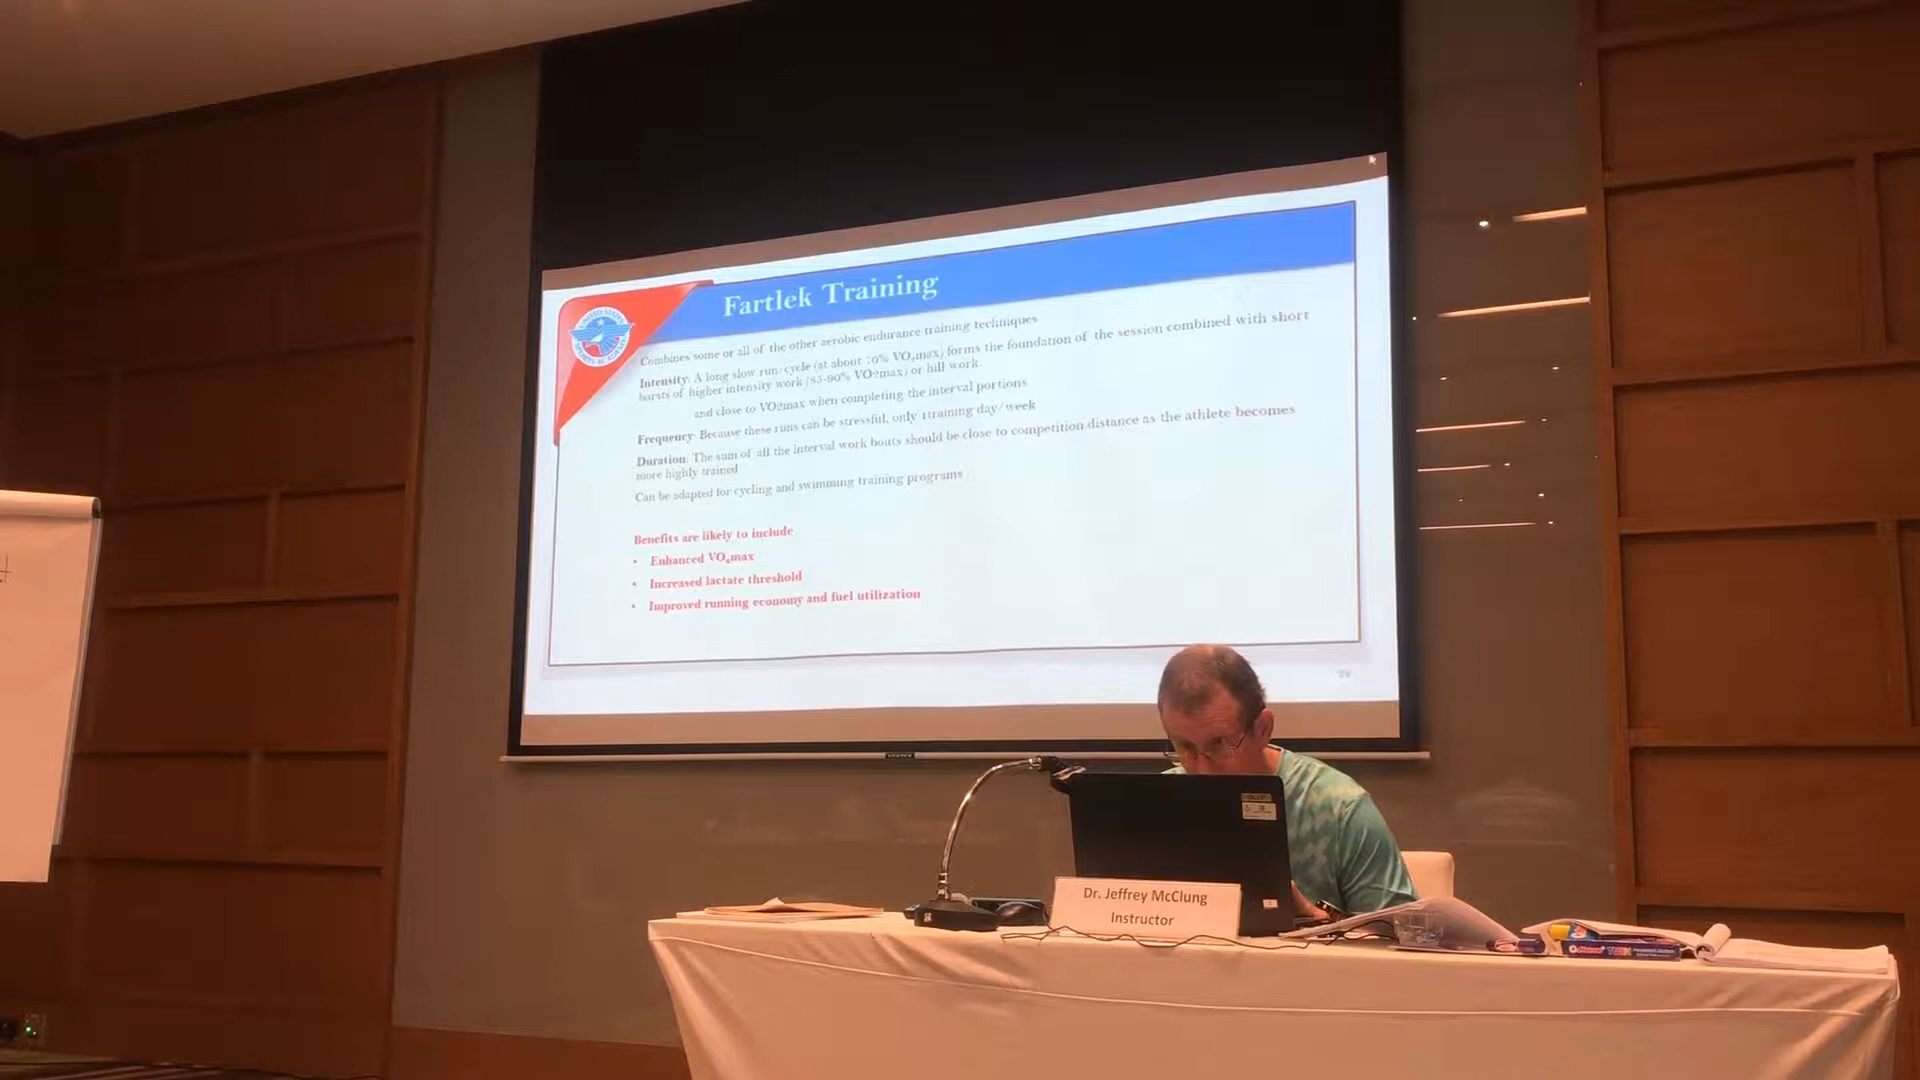 Fartlek Training
UNITED STATES
SPORTS ACADEMY
Combines some or all of the other aerobic endurance training techniques
Intensity: A long slow run/cycle (at about 70% VO₂max) forms the foundation of the session combined with short
bursts of higher intensity work (85-90% VO2max) or hill work.
and close to VO2max when completing the interval portions
Frequency: Because these runs can be stressful, only 1training day/week
Duration: The sum of all the interval work bouts should be close to competition distance as the athlete becomes
more highly trained
Can be adapted for cycling and swimming training programs
Benefits are likely to include
• Enhanced VO₂max
• Increased lactate threshold
• Improved running economy and fuel utilization
Dr. Jeffrey McClung
Instructor